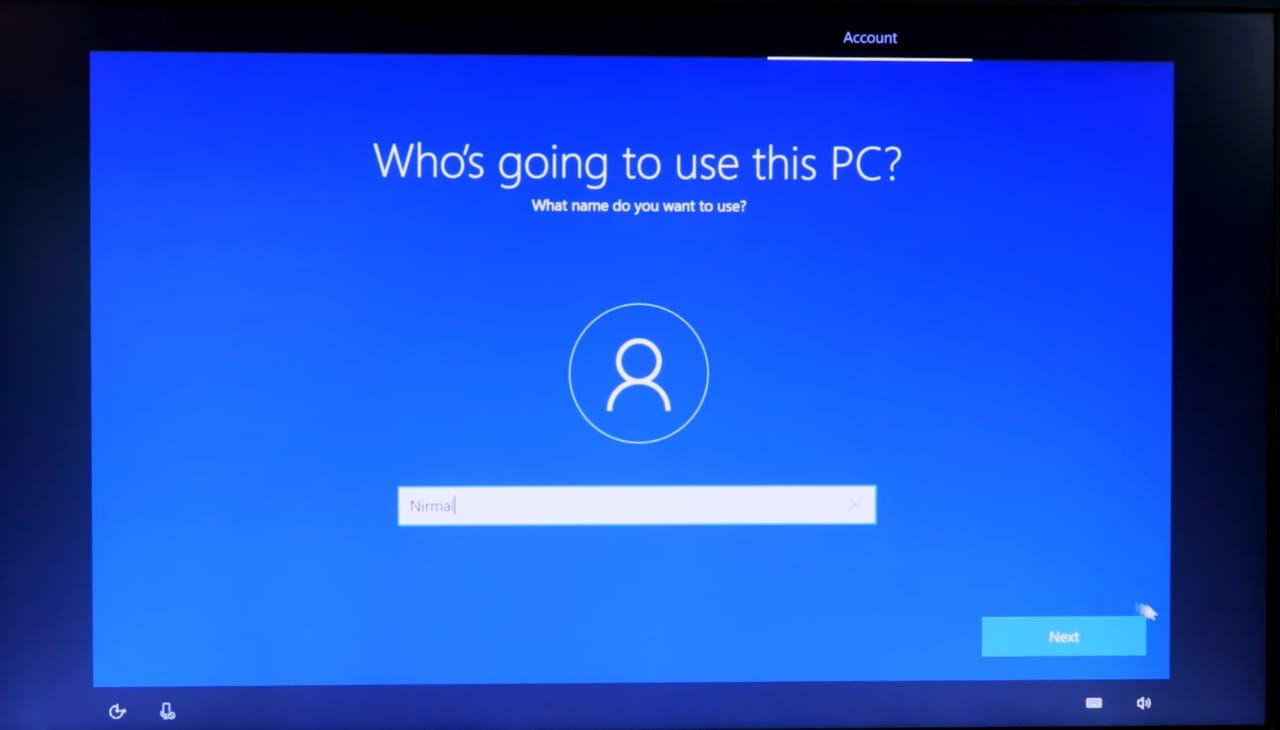 Account
Who's going to use this PC?
What name do you want to use?
Nirmal
Next